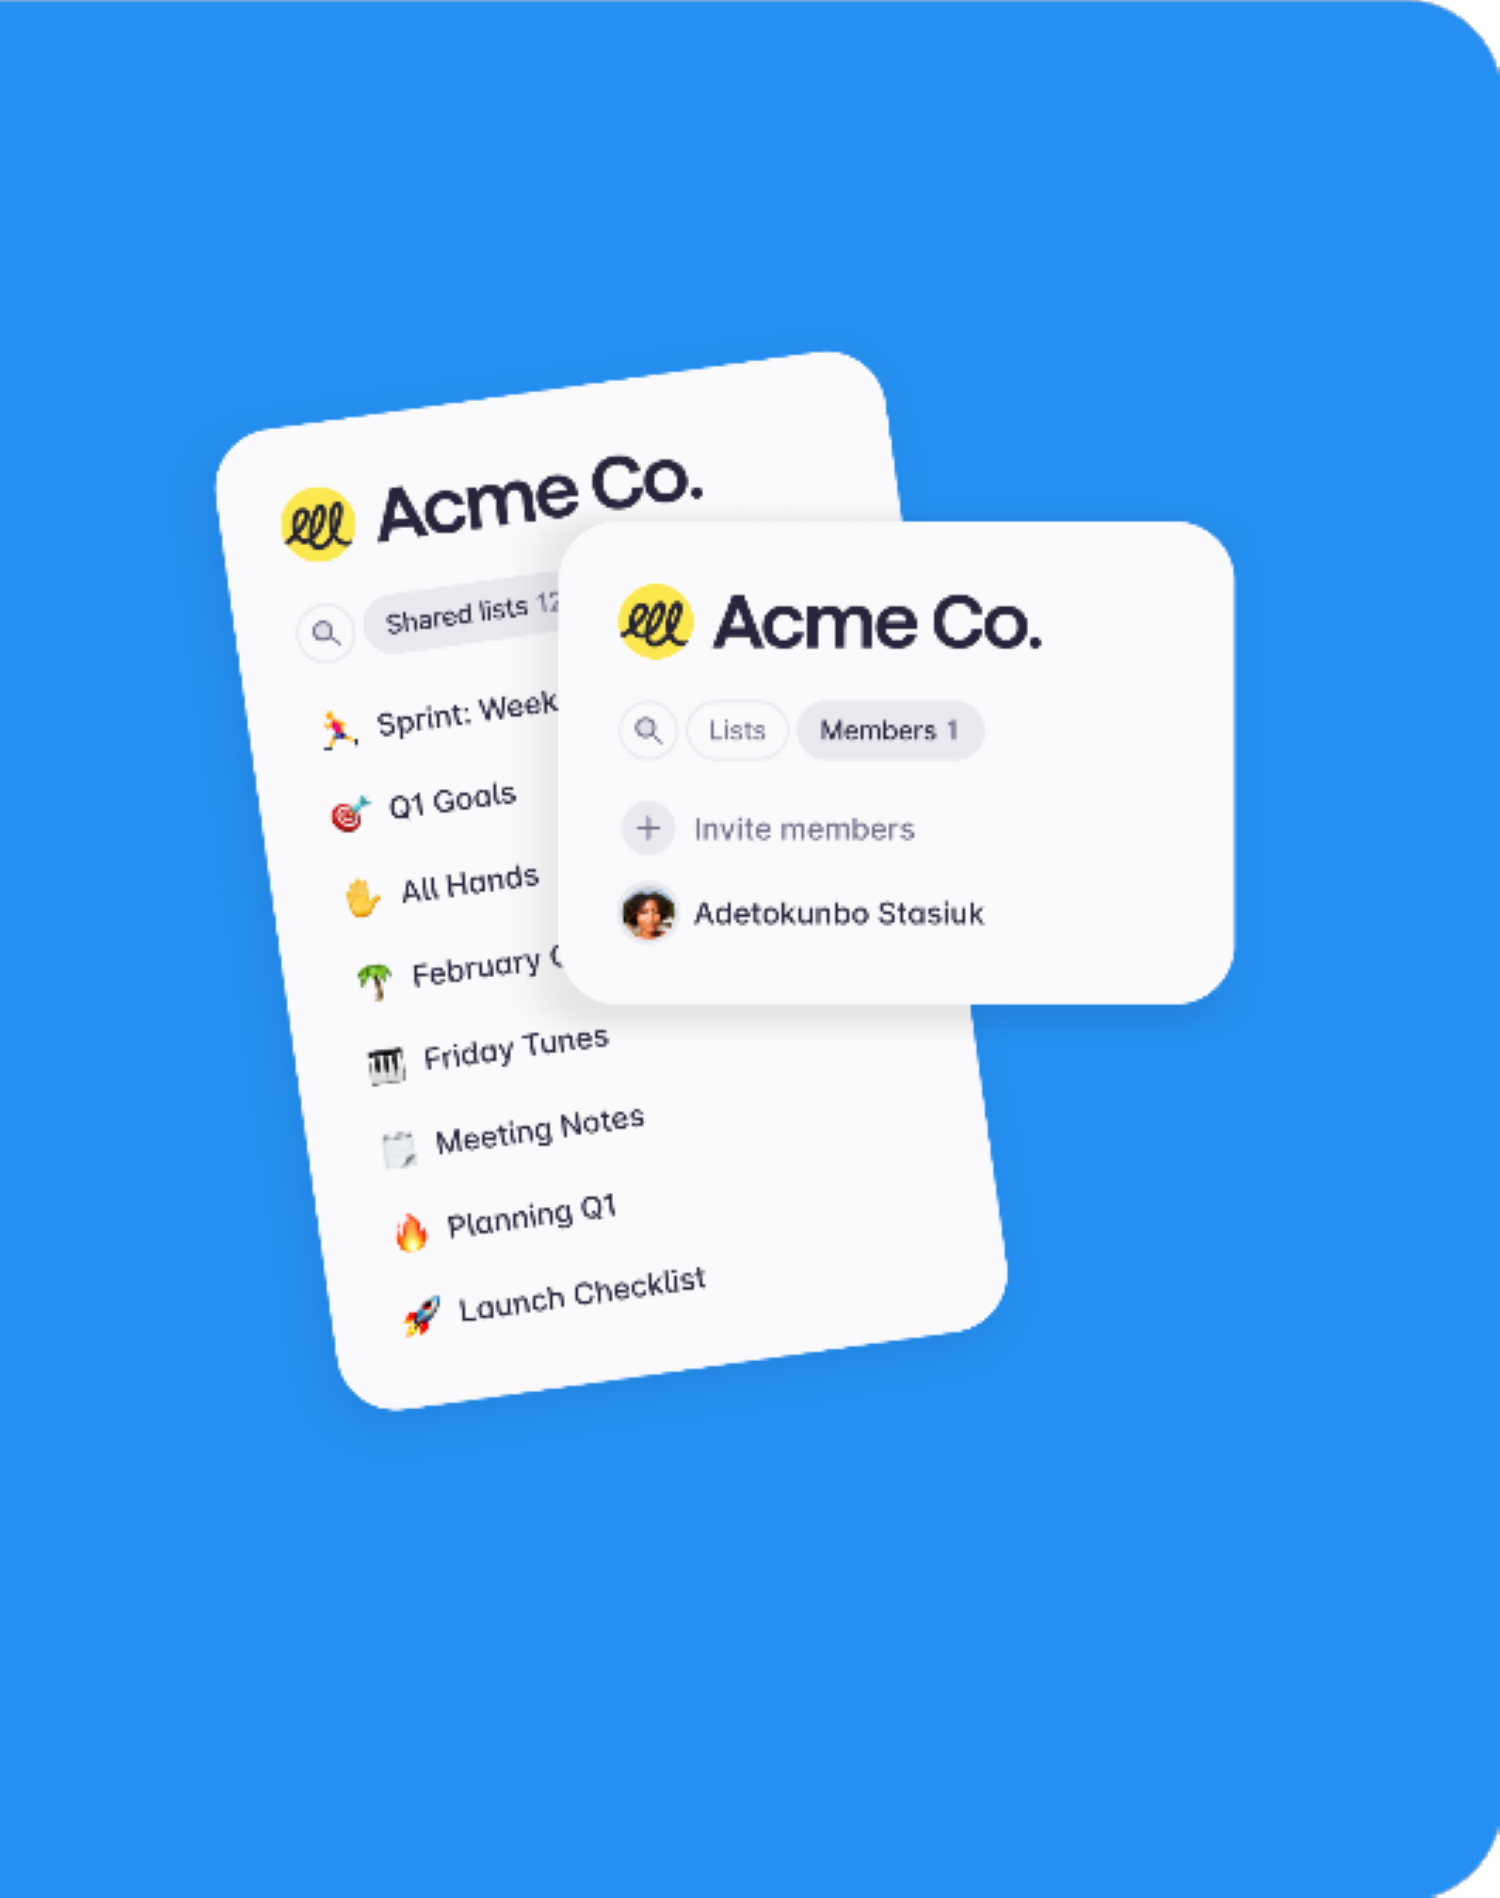 Acme Co.
Shared lists 12
Sprint: Week
Q1 Goals
All Hands
February
Friday Tunes
Meeting Notes
Planning Q1
Launch Checklist
Acme Co.
Lists
Members 1
Invite members
Adetokunbo Stasiuk